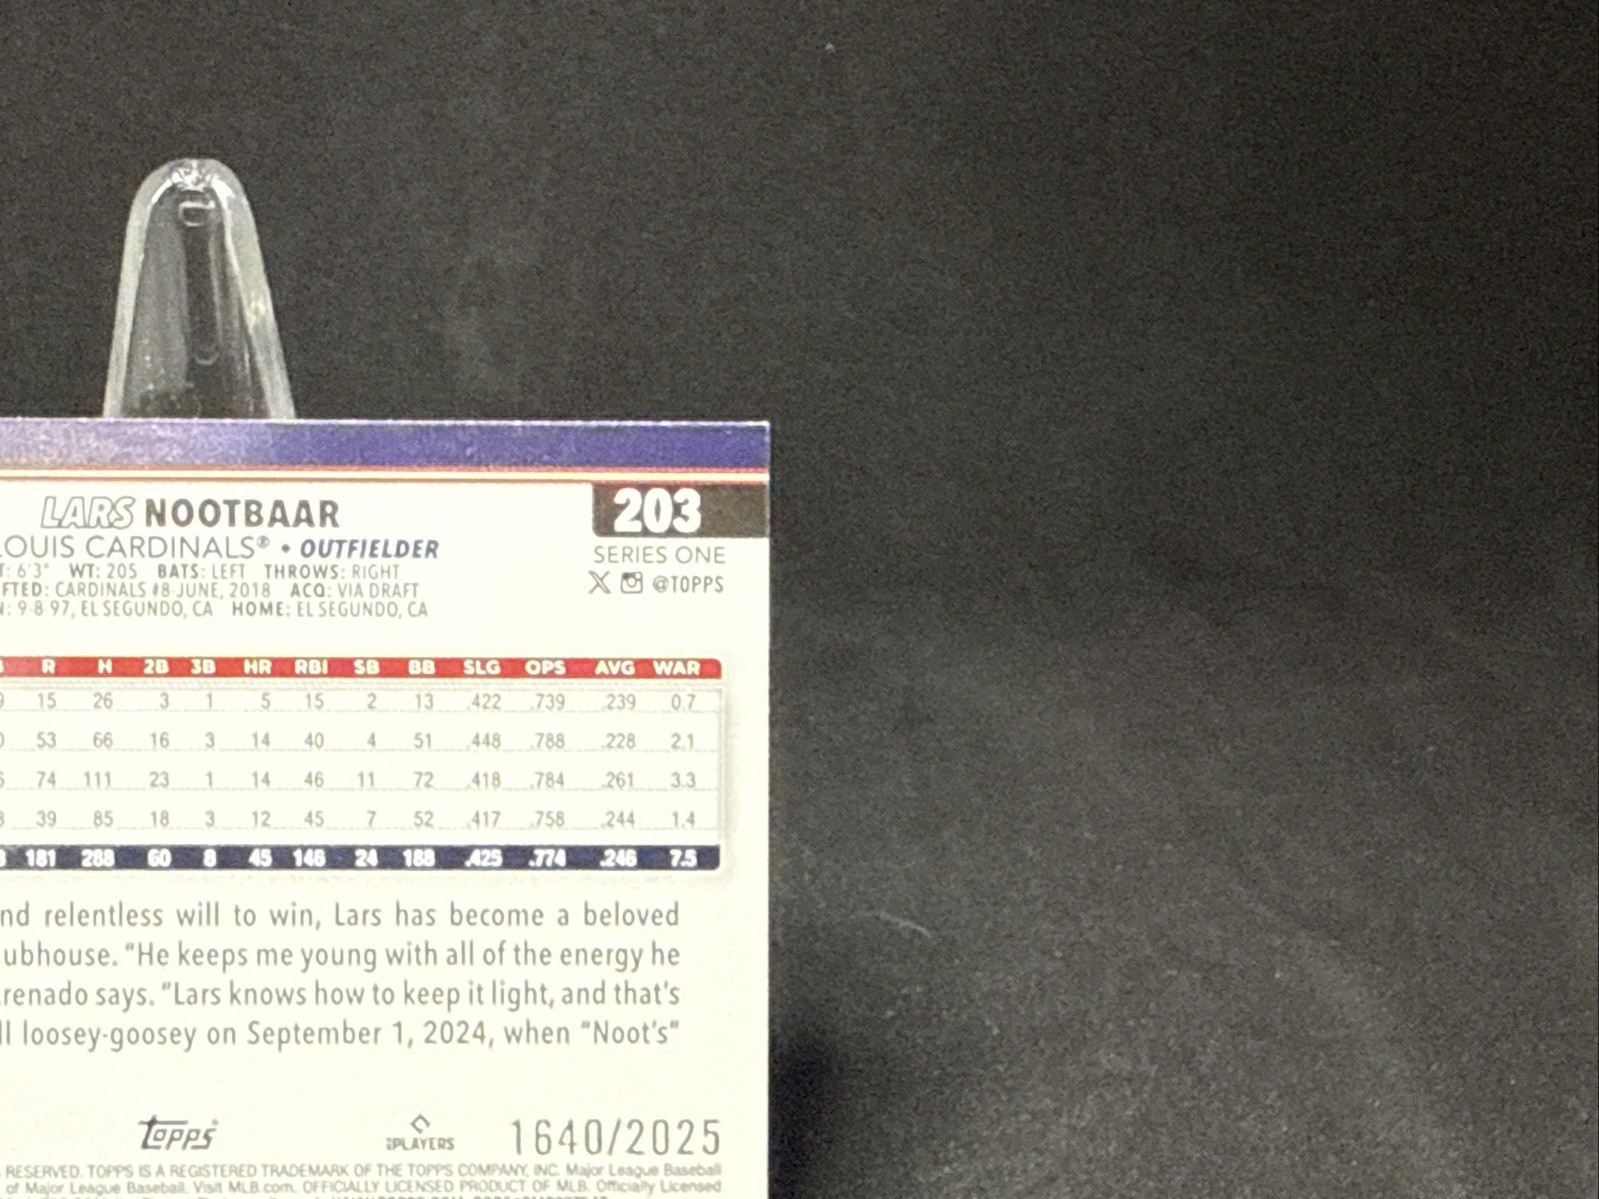 LARS NOOTBAAR
203
LOUIS CARDINALS® • OUTFIELDER
SERIES ONE
T: 6'3" WT: 205 BATS: LEFT THROWS: RIGHT
@TOPPS
FTED: CARDINALS #8-JUNE, 2018 ACQ: VIA DRAFT
N: 9-8-97, EL SEGUNDO, CA HOME: EL SEGUNDO, CA
R H 2B 3B HR RBI SB BB SLG OPS AVG WAR
9 15 26 3 1 5 15 2 13 .422 .739 .239 0.7
0 53 66 16 3 14 40 4 51 .448 .788 .228 2.1
6 74 111 23 1 14 46 11 72 .418 .784 .261 3.3
3 39 85 18 3 12 45 7 52 .417 .758 .244 1.4
8 181 288 60 8 45 146 24 188 .425 .774 .246 7.5
nd relentless will to win, Lars has become a beloved
ubhouse. "He keeps me young with all of the energy he
renado says. "Lars knows how to keep it light, and that's
ll loosey-goosey on September 1, 2024, when "Noot's"
topps PLAYERS 1640/2025
RESERVED. TOPPS IS A REGISTERED TRADEMARK OF THE TOPPS COMPANY, INC. Major League Baseball
of Major League Baseball. Visit MLB.com. OFFICIALLY LICENSED PRODUCT OF MLB. Officially Licensed